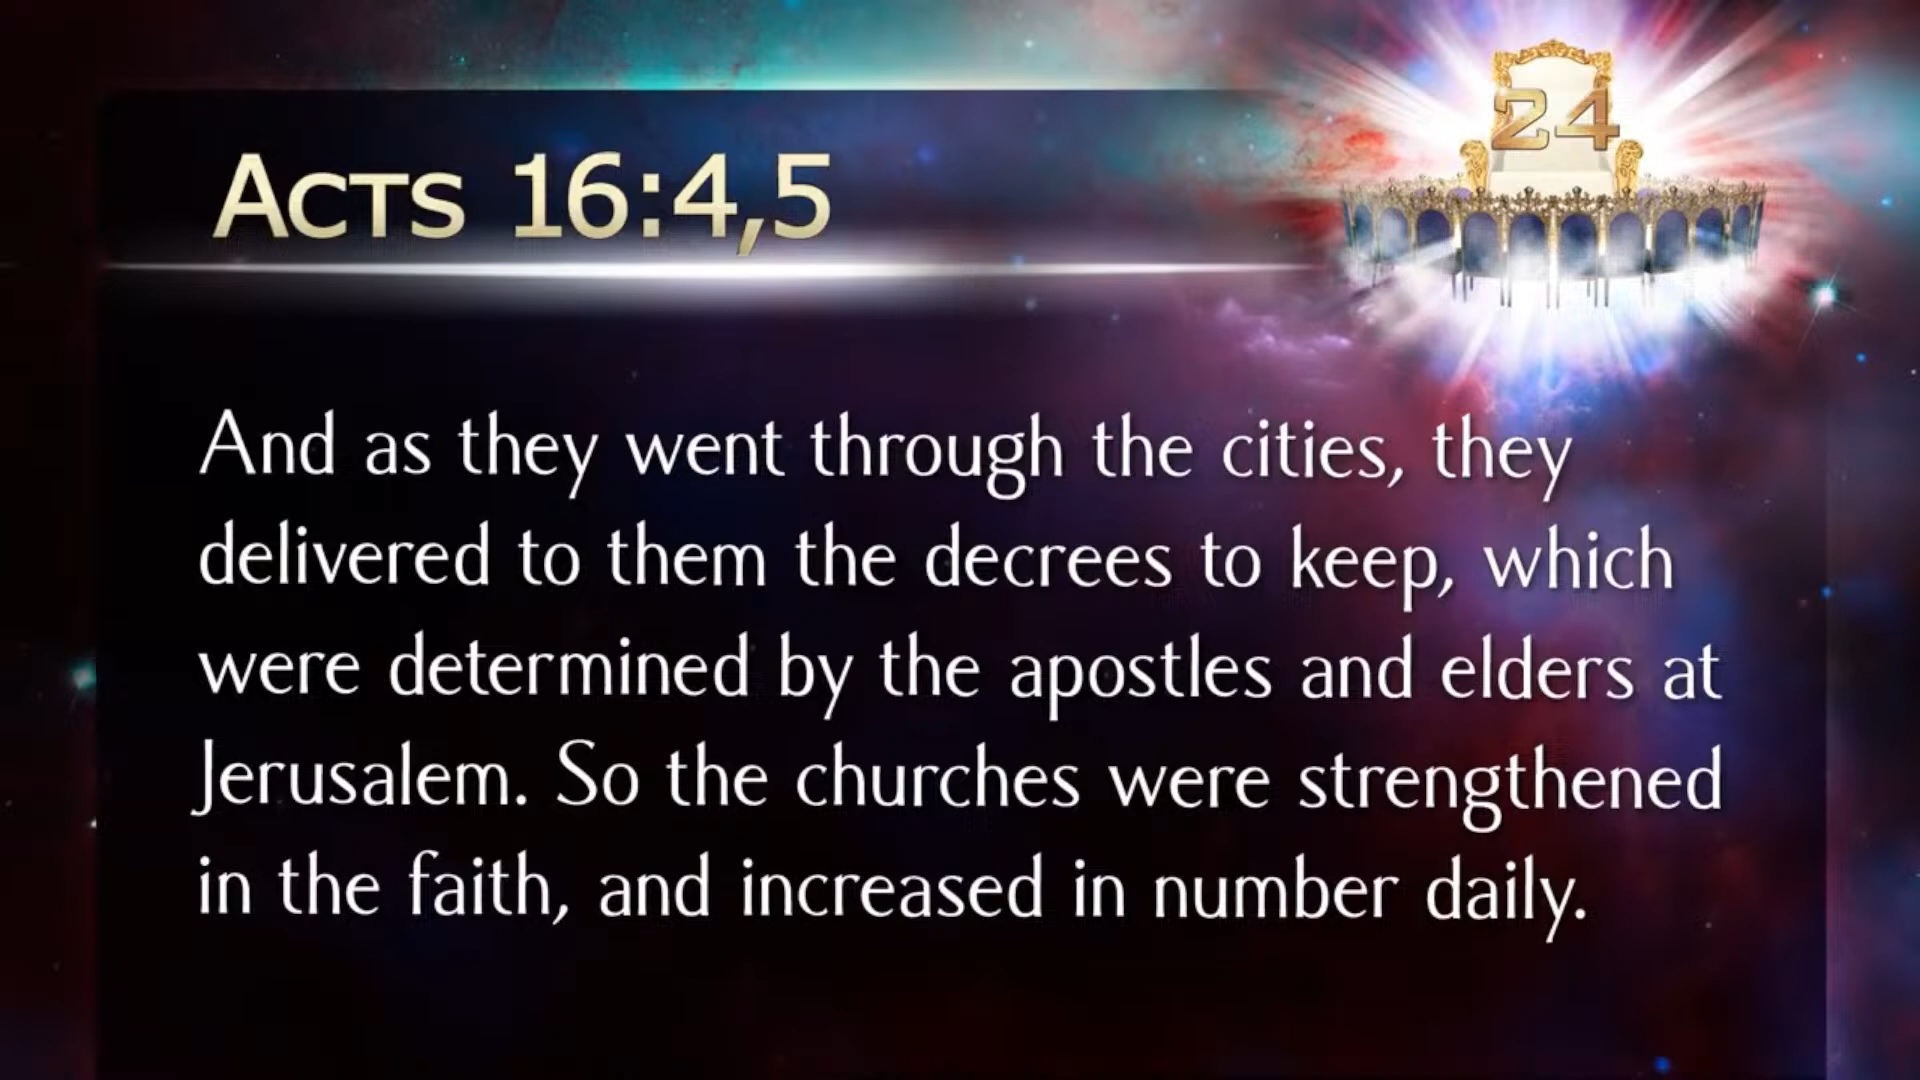 24
Acts 16:4,5
And as they went through the cities, they
delivered to them the decrees to keep, which
were determined by the apostles and elders at
Jerusalem. So the churches were strengthened
in the faith, and increased in number daily.